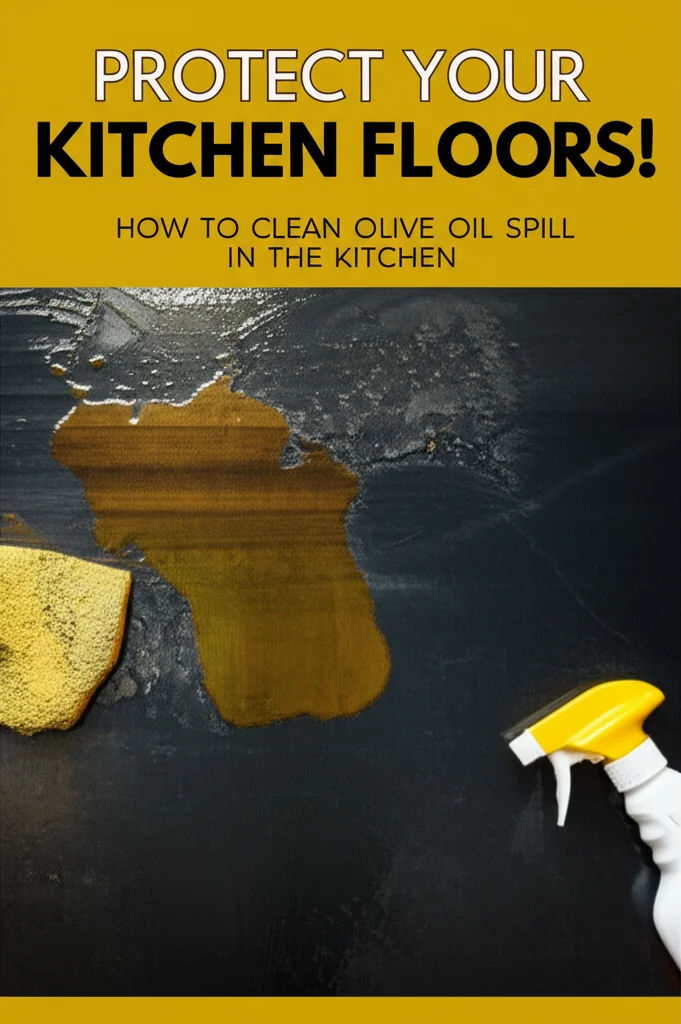 PROTECT YOUR
KITCHEN FLOORS!
HOW TO CLEAN OLIVE OIL SPILL
IN THE KITCHEN